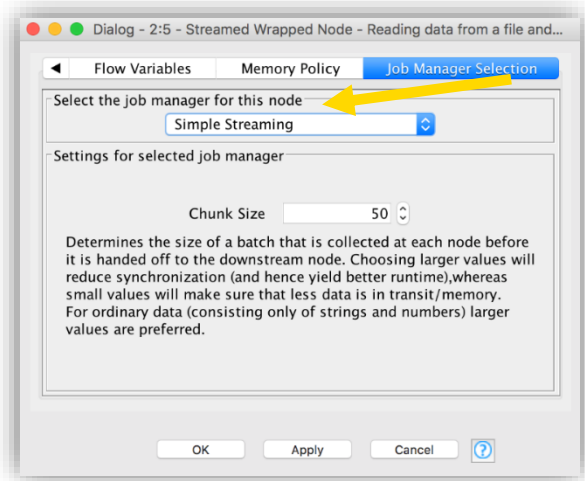 Dialog - 2:5 - Streamed Wrapped Node - Reading data from a file and...
Flow Variables Memory Policy Job Manager Selection
Select the job manager for this node
Simple Streaming
Settings for selected job manager
Chunk Size 50
Determines the size of a batch that is collected at each node before
it is handed off to the downstream node. Choosing larger values will
reduce synchronization (and hence yield better runtime),whereas
small values will make sure that less data is in transit/memory.
For ordinary data (consisting only of strings and numbers) larger
values are preferred.
OK Apply Cancel ?